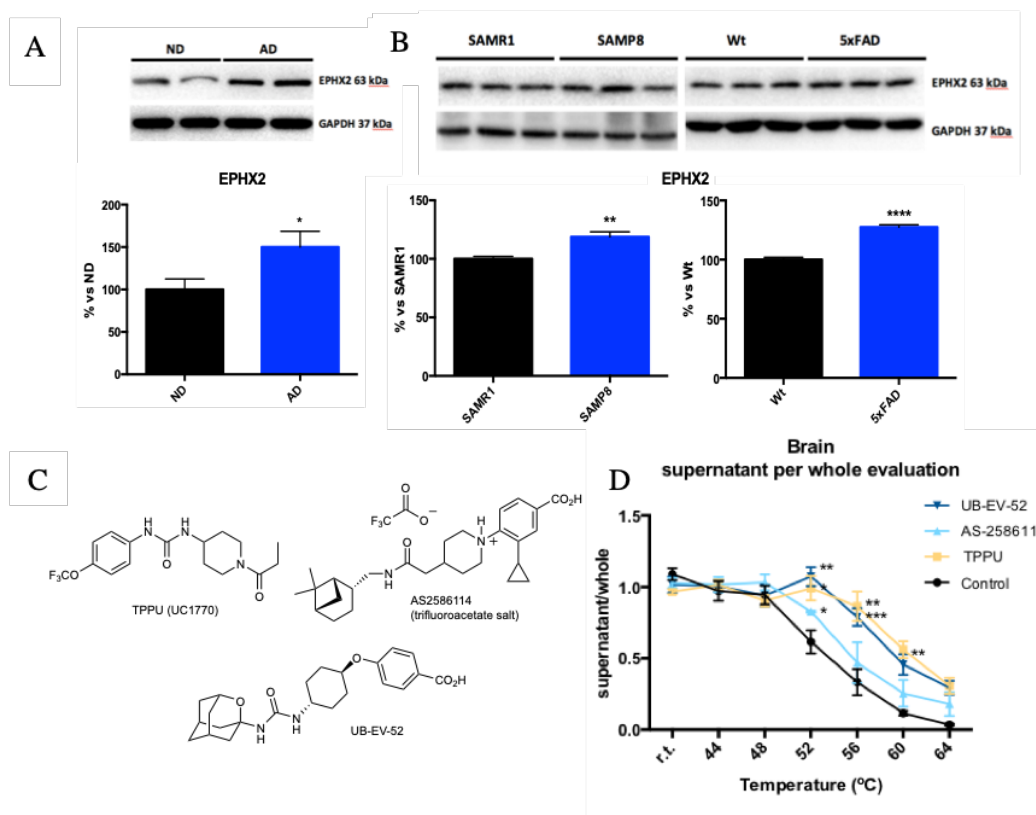 A
ND AD
EPHX2 63 kDa
GAPDH 37 kDa
EPHX2
% vs ND
200
150
100
50
0
*
ND
AD
B
SAMR1 SAMP8 Wt 5xFAD
EPHX2 63 kDa
GAPDH 37 kDa
EPHX2
% vs SAMR1
150
100
50
0
**
SAMR1
SAMP8
% vs Wt
150
100
50
0
****
Wt
5xFAD
C
F₃CO
H
N
O
H
N
N
O
TPPU (UC1770)
O
F₃C
O
−
H
N
+
CO₂H
O
N
H
AS2586114
(trifluoroacetate salt)
O
N
H
O
N
H
O
CO₂H
UB-EV-52
D
Brain
supernatant per whole evaluation
UB-EV-52
AS-258611
TPPU
Control
supernatant/whole
1.5
1.0
0.5
0.0
**
*
*
**
***
**
r.t.
44
48
52
56
60
64
Temperature (ºC)